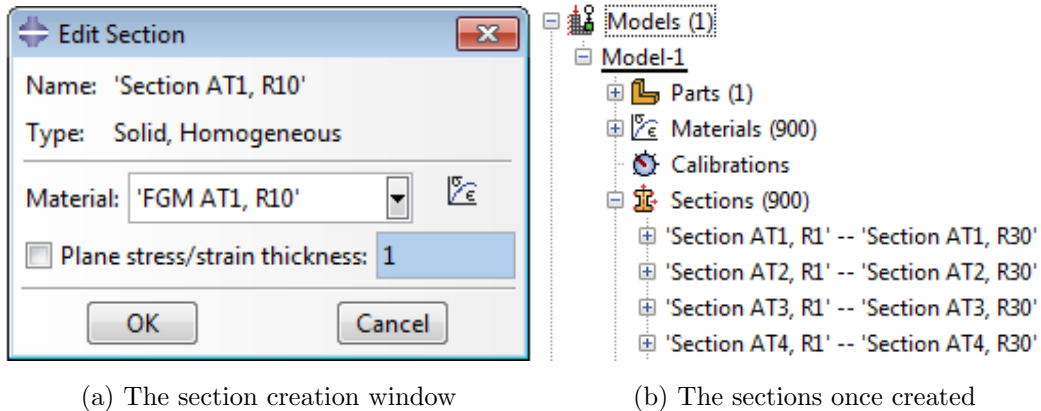 Edit Section
Name: 'Section AT1, R10'
Type: Solid, Homogeneous
Material: 'FGM AT1, R10'
Plane stress/strain thickness: 1
OK Cancel
Models (1)
Model-1
Parts (1)
Materials (900)
Calibrations
Sections (900)
'Section AT1, R1' -- 'Section AT1, R30'
'Section AT2, R1' -- 'Section AT2, R30'
'Section AT3, R1' -- 'Section AT3, R30'
'Section AT4, R1' -- 'Section AT4, R30'
(a) The section creation window
(b) The sections once created